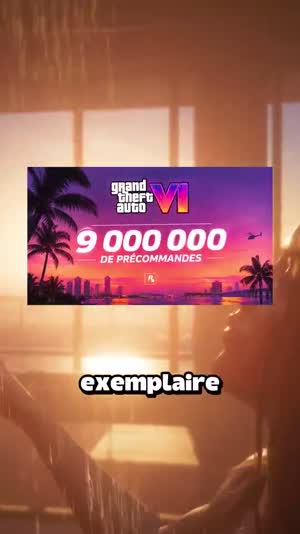 grand
theft
auto VI
9 000 000
DE PRÉCOMMANDES
R
exemplaire